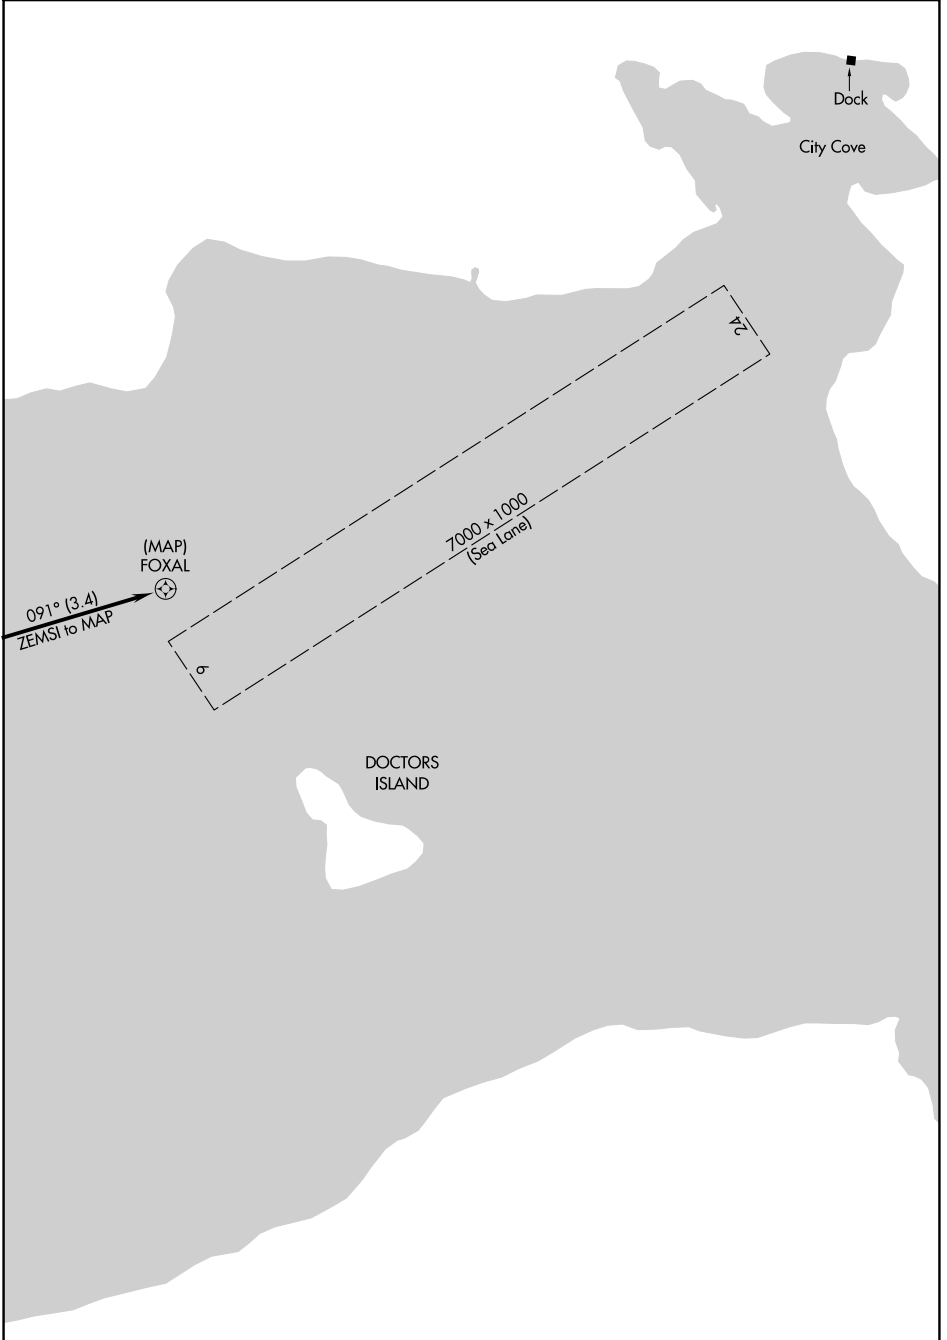 Dock
City Cove
24
7000 x 1000
(Sea Lane)
(MAP)
FOXAL
091° (3.4)
ZEMSI to MAP
6
DOCTORS
ISLAND